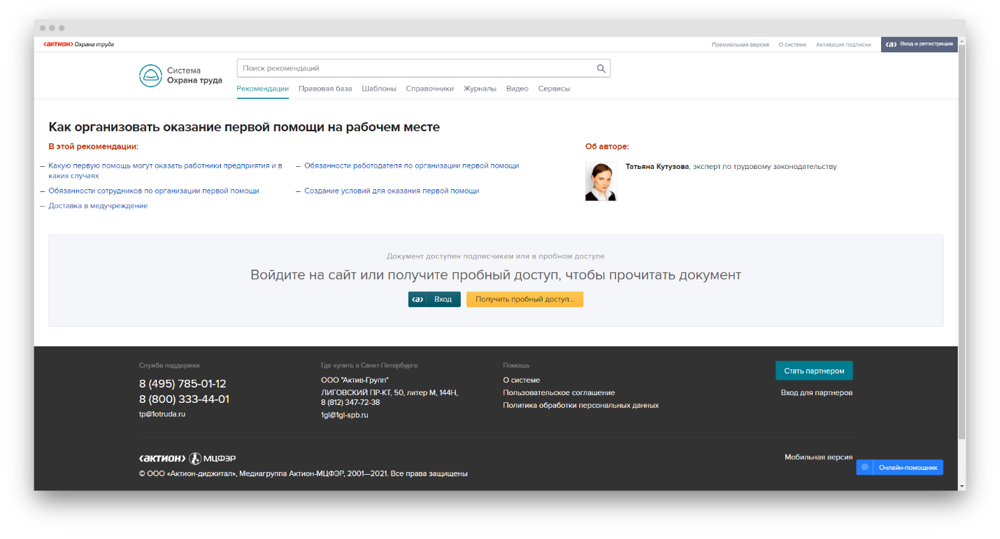 ‹актион› Охрана труда
Премиальная версия
О системе
Активация подписки
‹а› Вход и регистрация
Система
Охрана труда
Поиск рекомендаций
Рекомендации
Правовая база
Шаблоны
Справочники
Журналы
Видео
Сервисы
Как организовать оказание первой помощи на рабочем месте
В этой рекомендации:
– Какую первую помощь могут оказать работники предприятия и в
каких случаях
– Обязанности сотрудников по организации первой помощи
– Доставка в медучреждение
– Обязанности работодателя по организации первой помощи
– Создание условий для оказания первой помощи
Об авторе:
Татьяна Кутузова, эксперт по трудовому законодательству
Документ доступен подписчикам или в пробном доступе
Войдите на сайт или получите пробный доступ, чтобы прочитать документ
‹а› Вход
Получить пробный доступ...
Служба поддержки
8 (495) 785-01-12
8 (800) 333-44-01
tp@1otruda.ru
Где купить в Санкт-Петербурге
ООО "Актив-Групп"
ЛИГОВСКИЙ ПР-КТ, 50, литер М, 144Н,
8 (812) 347-72-38
1gl@1gl-spb.ru
Помощь
О системе
Пользовательское соглашение
Политика обработки персональных данных
Стать партнером
Вход для партнеров
‹актион› МЦФЭР
© ООО «Актион-диджитал», Медиагруппа Актион-МЦФЭР, 2001—2021. Все права защищены
Мобильная версия
Онлайн-помощник